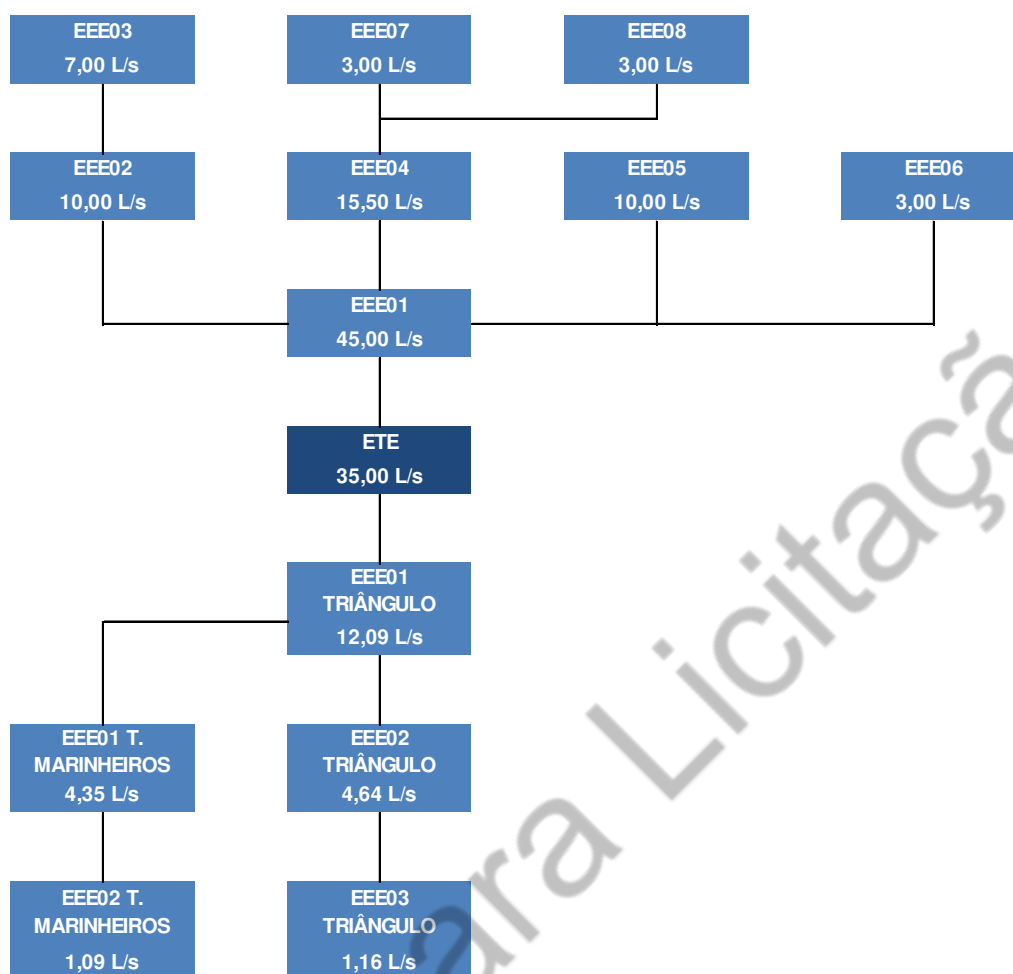 EEE03
7,00 L/s
EEE07
3,00 L/s
EEE08
3,00 L/s
EEE02
10,00 L/s
EEE04
15,50 L/s
EEE05
10,00 L/s
EEE06
3,00 L/s
EEE01
45,00 L/s
ETE
35,00 L/s
EEE01
TRIÂNGULO
12,09 L/s
EEE01 T.
MARINHEIROS
4,35 L/s
EEE02
TRIÂNGULO
4,64 L/s
EEE02 T.
MARINHEIROS
1,09 L/s
EEE03
TRIÂNGULO
1,16 L/s
ara Licitaçã